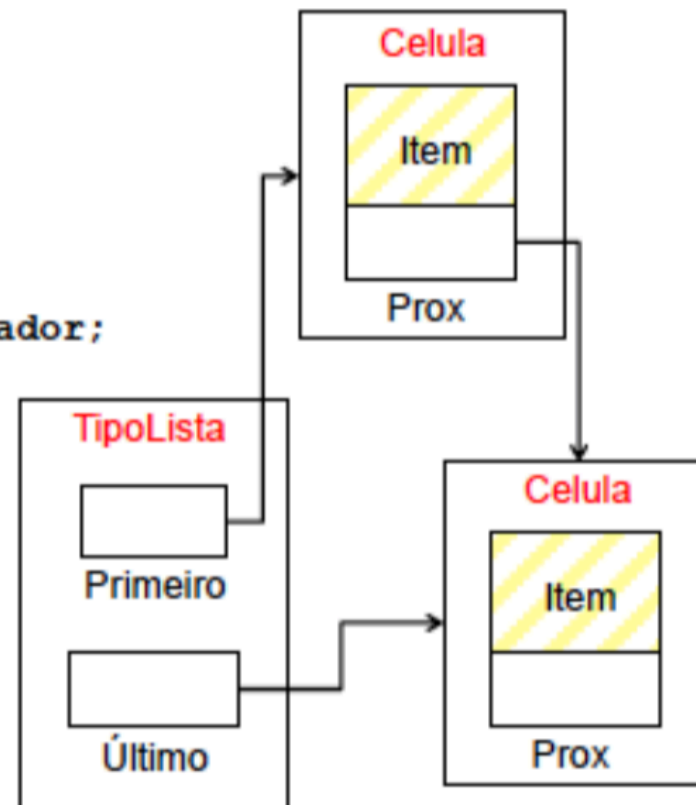 Celula
Item
Prox
ador;
TipoLista
Primeiro
Último
Celula
Item
Prox